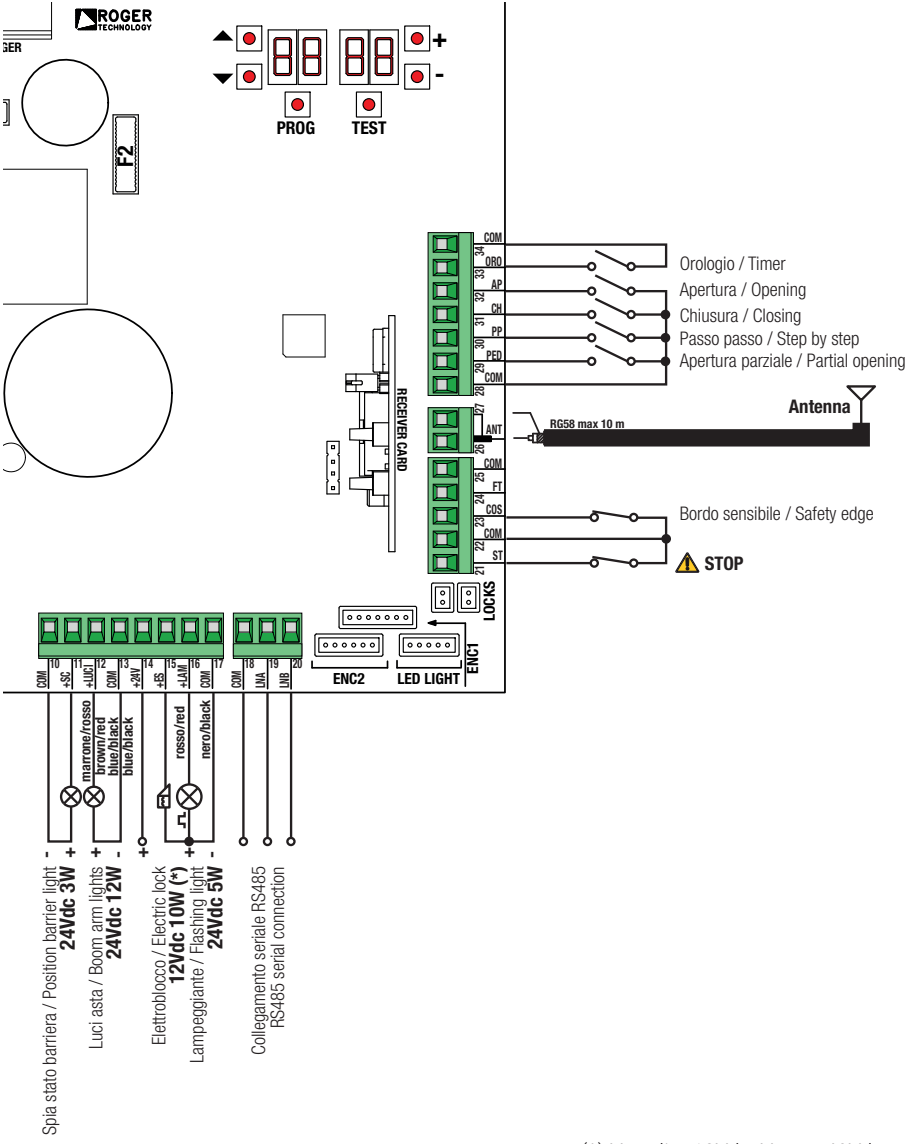 ROGER
TECHNOLOGY
GER
+
-
PROG
TEST
F2
COM
34
ORO
33
AP
32
CH
31
PP
30
PED
29
COM
28
27
ANT
26
COM
25
FT
24
COS
23
COM
22
ST
21
Orologio / Timer
Apertura / Opening
Chiusura / Closing
Passo passo / Step by step
Apertura parziale / Partial opening
Antenna
RG58 max 10 m
RECEIVER CARD
Bordo sensibile / Safety edge
STOP
LOCKS
ENC1
ENC2
LED LIGHT
COM
10
+SC
11
+LUCI
12
COM
13
+24V
14
+ES
15
+LAM
16
COM
17
COM
18
LNA
19
LNB
20
marrone/rosso
brown/red
blue/black
blue/black
rosso/red
nero/black
- +
+ -
+
+ -
Spia stato barriera / Position barrier light
24Vdc 3W
Luci asta / Boom arm lights
24Vdc 12W
Elettroblocco / Electric lock
12Vdc 10W (*)
Lampeggiante / Flashing light
24Vdc 5W
Collegamento seriale RS485
RS485 serial connection